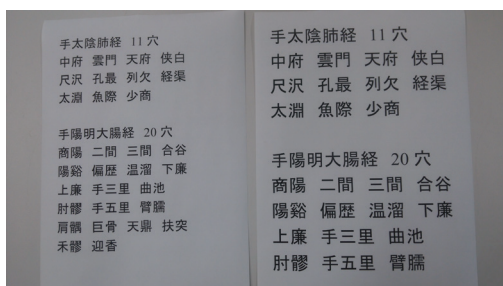 手太陰肺経 11穴
中府 雲門 天府 侠白
尺沢 孔最 列欠 経渠
太淵 魚際 少商
手陽明大腸経 20穴
商陽 二間 三間 合谷
陽谿 偏歴 温溜 下廉
上廉 手三里 曲池
肘髎 手五里 臂臑
肩髃 巨骨 天鼎 扶突
禾髎 迎香
手太陰肺経 11穴
中府 雲門 天府 侠白
尺沢 孔最 列欠 経渠
太淵 魚際 少商
手陽明大腸経 20穴
商陽 二間 三間 合谷
陽谿 偏歴 温溜 下廉
上廉 手三里 曲池
肘髎 手五里 臂臑